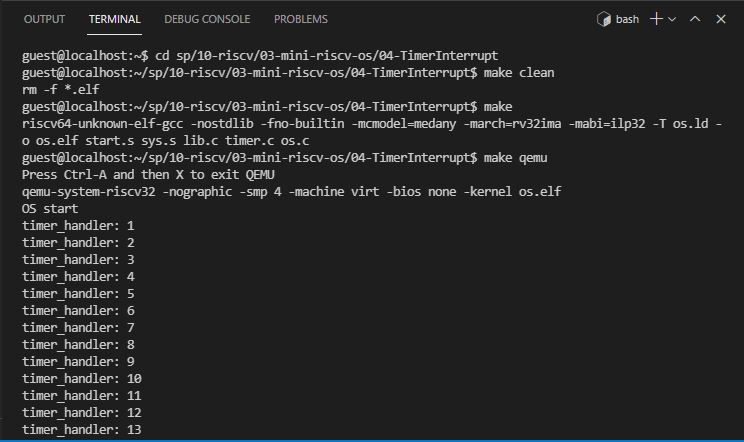 OUTPUT TERMINAL DEBUG CONSOLE PROBLEMS bash
guest@localhost:~$ cd sp/10-riscv/03-mini-riscv-os/04-TimerInterrupt
guest@localhost:~/sp/10-riscv/03-mini-riscv-os/04-TimerInterrupt$ make clean
rm -f *.elf
guest@localhost:~/sp/10-riscv/03-mini-riscv-os/04-TimerInterrupt$ make
riscv64-unknown-elf-gcc -nostdlib -fno-builtin -mcmodel=medany -march=rv32ima -mabi=ilp32 -T os.ld -
o os.elf start.s sys.s lib.c timer.c os.c
guest@localhost:~/sp/10-riscv/03-mini-riscv-os/04-TimerInterrupt$ make qemu
Press Ctrl-A and then X to exit QEMU
qemu-system-riscv32 -nographic -smp 4 -machine virt -bios none -kernel os.elf
OS start
timer_handler: 1
timer_handler: 2
timer_handler: 3
timer_handler: 4
timer_handler: 5
timer_handler: 6
timer_handler: 7
timer_handler: 8
timer_handler: 9
timer_handler: 10
timer_handler: 11
timer_handler: 12
timer_handler: 13